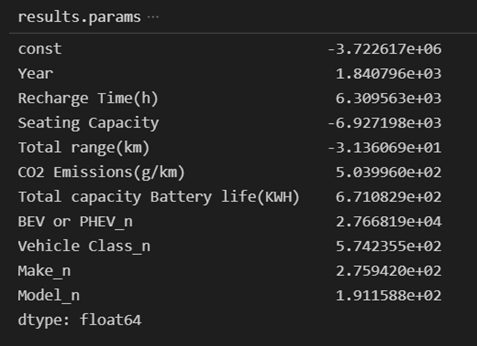 results.params ...
const -3.722617e+06
Year 1.840796e+03
Recharge Time(h) 6.309563e+03
Seating Capacity -6.927198e+03
Total range(km) -3.136069e+01
CO2 Emissions(g/km) 5.039960e+02
Total capacity Battery life(KWH) 6.710829e+02
BEV or PHEV_n 2.766819e+04
Vehicle Class_n 5.742355e+02
Make_n 2.759420e+02
Model_n 1.911588e+02
dtype: float64